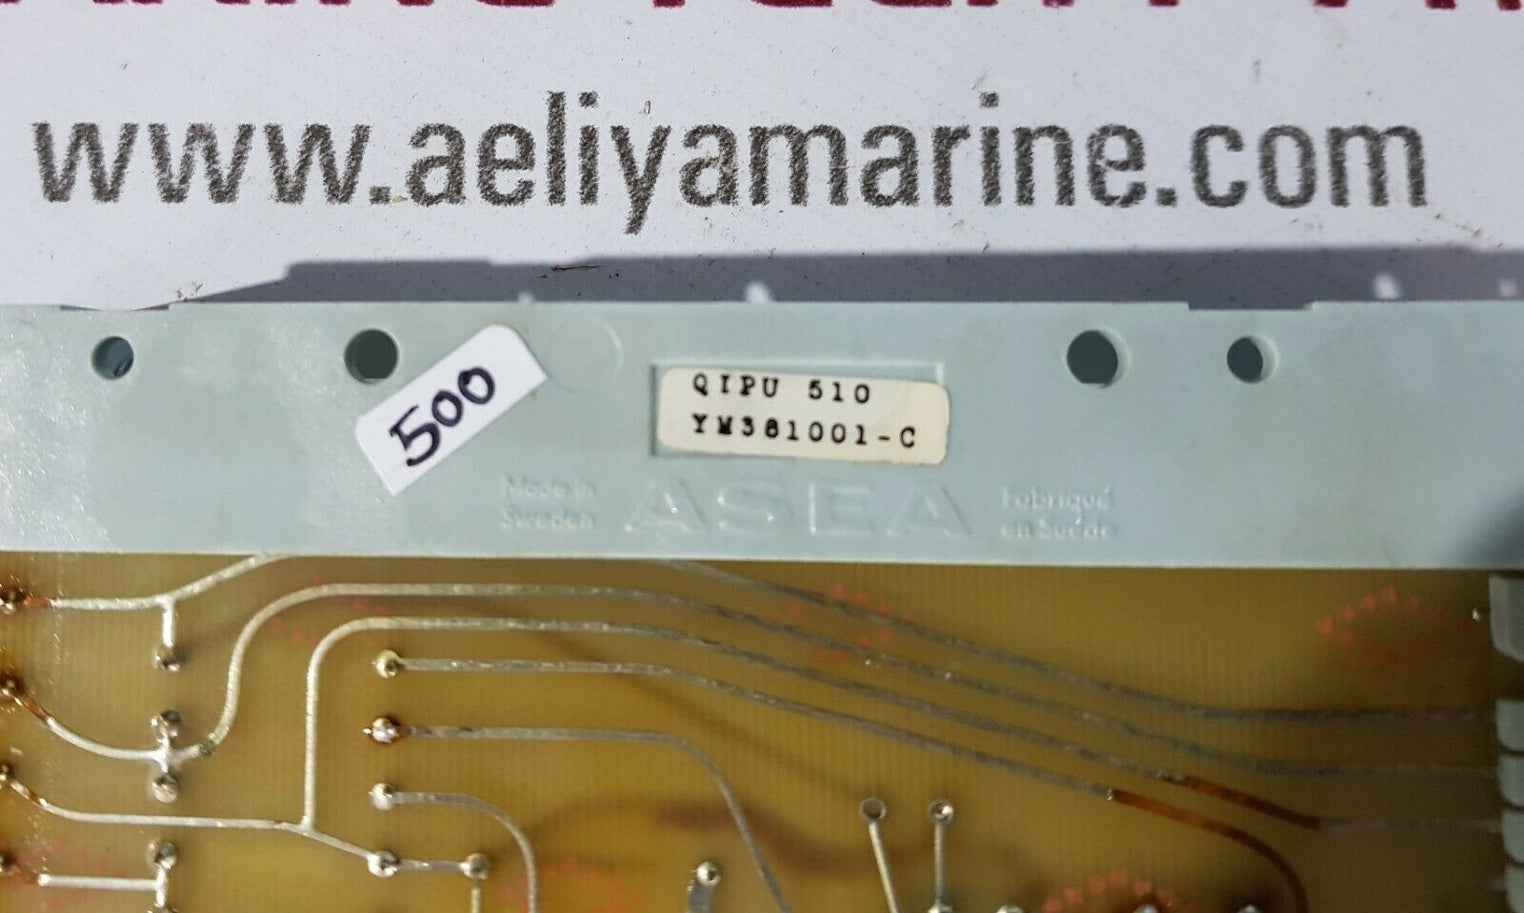 www.aeliyamarine.com
500
QIPU 510
YM381001-C
Made in
Sweden
ASEA
Fabriqué
en Suède